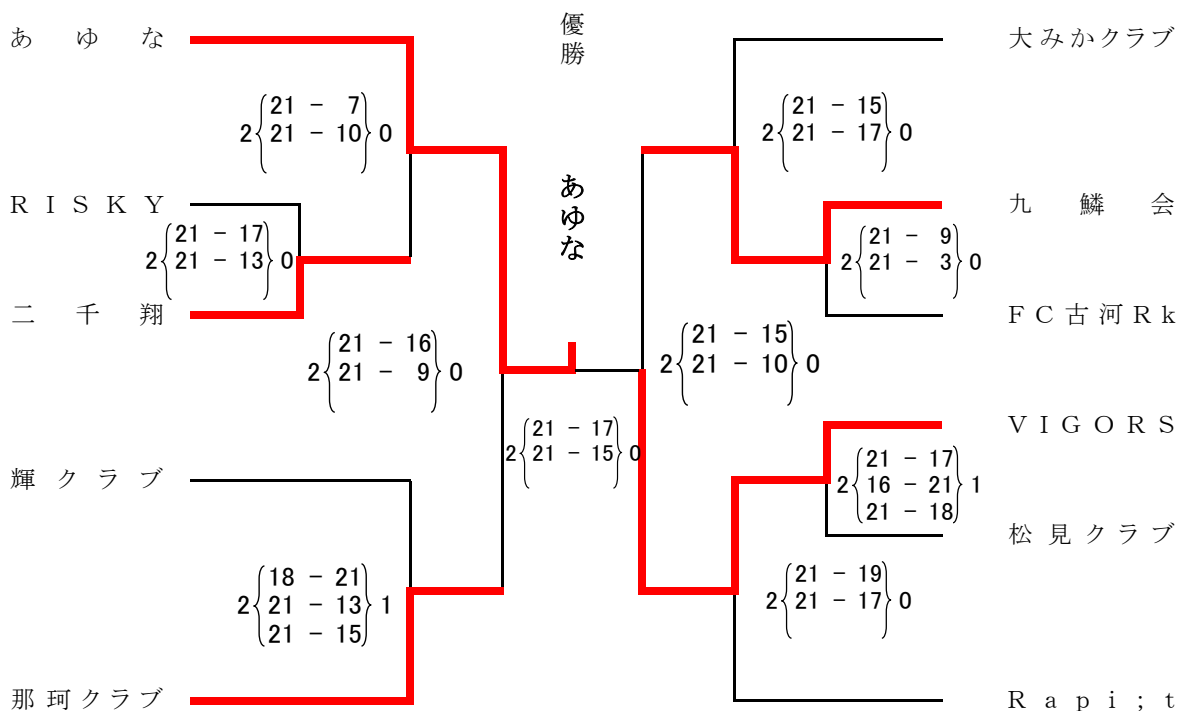 あゆな
2 21 - 7 0
21 - 10
RISKY
2 21 - 17 0
21 - 13
二千翔
2 21 - 16 0
21 - 9
輝クラブ
2 18 - 21 1
21 - 13
21 - 15
那珂クラブ
優勝
あゆな
2 21 - 17 0
21 - 15
大みかクラブ
2 21 - 15 0
21 - 17
九鱗会
2 21 - 9 0
21 - 3
FC古河Rk
2 21 - 15 0
21 - 10
VIGORS
2 21 - 17 1
16 - 21
21 - 18
松見クラブ
2 21 - 19 0
21 - 17
Rapi;t